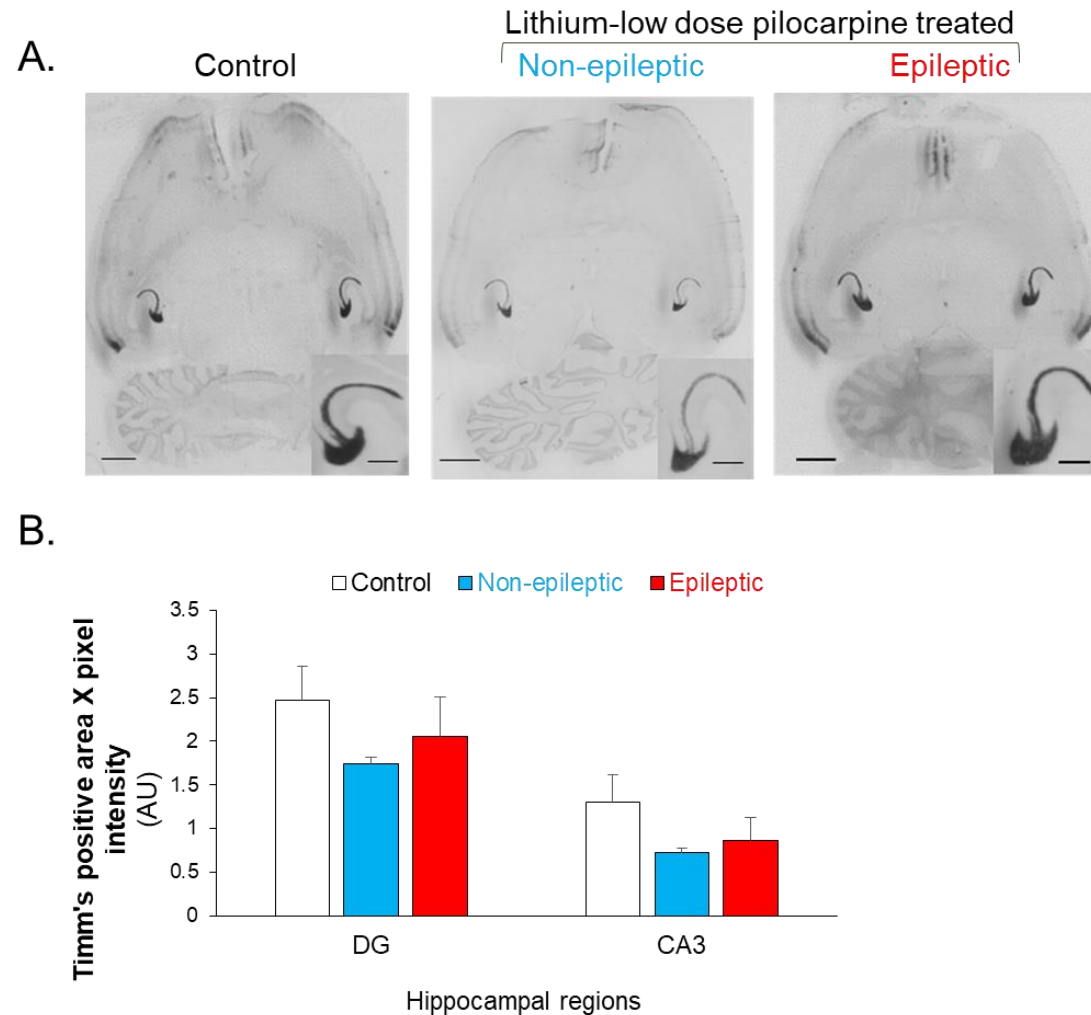 Lithium-low dose pilocarpine treated
A.
Control
Non-epileptic
Epileptic
B.
Control Non-epileptic Epileptic
Timm's positive area X pixel
intensity
(AU)
3.5
3
2.5
2
1.5
1
0.5
0
DG CA3
Hippocampal regions